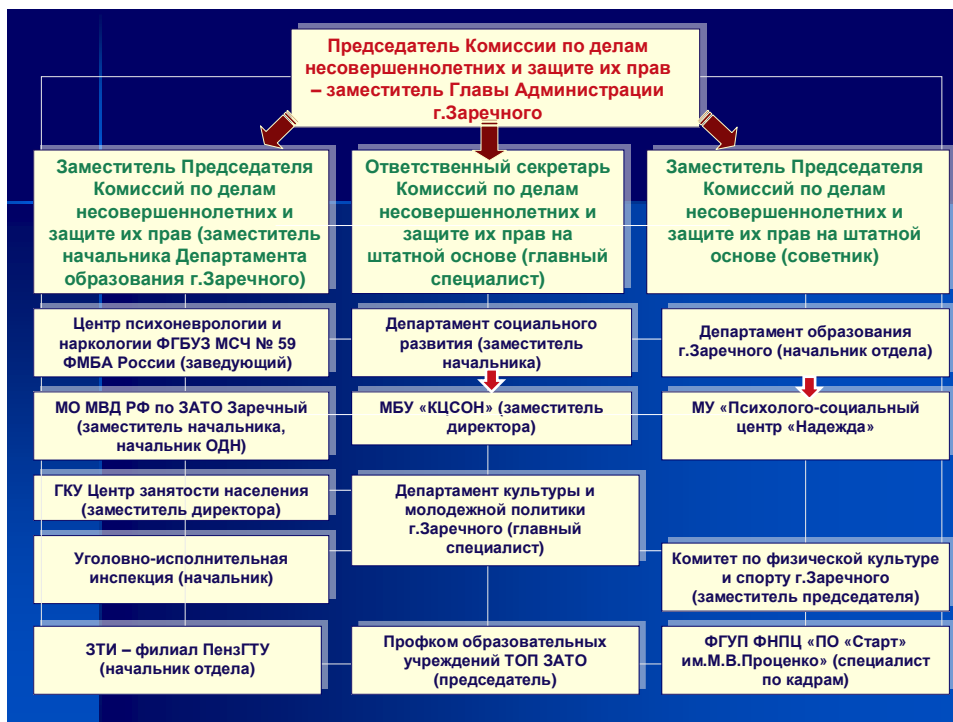 Председатель Комиссии по делам
несовершеннолетних и защите их прав
– заместитель Главы Администрации
г.Заречного
Заместитель Председателя
Комиссий по делам
несовершеннолетних и
защите их прав (заместитель
начальника Департамента
образования г.Заречного)
Ответственный секретарь
Комиссий по делам
несовершеннолетних и
защите их прав на
штатной основе (главный
специалист)
Заместитель Председателя
Комиссий по делам
несовершеннолетних и
защите их прав на штатной
основе (советник)
Центр психоневрологии и
наркологии ФГБУЗ МСЧ № 59
ФМБА России (заведующий)
Департамент социального
развития (заместитель
начальника)
Департамент образования
г.Заречного (начальник отдела)
МО МВД РФ по ЗАТО Заречный
(заместитель начальника,
начальник ОДН)
МБУ «КЦСОН» (заместитель
директора)
МУ «Психолого-социальный
центр «Надежда»
ГКУ Центр занятости населения
(заместитель директора)
Департамент культуры и
молодежной политики
г.Заречного (главный
специалист)
Уголовно-исполнительная
инспекция (начальник)
Комитет по физической культуре
и спорту г.Заречного
(заместитель председателя)
ЗТИ – филиал ПензГТУ
(начальник отдела)
Профком образовательных
учреждений ТОП ЗАТО
(председатель)
ФГУП ФНПЦ «ПО «Старт»
им.М.В.Проценко» (специалист
по кадрам)